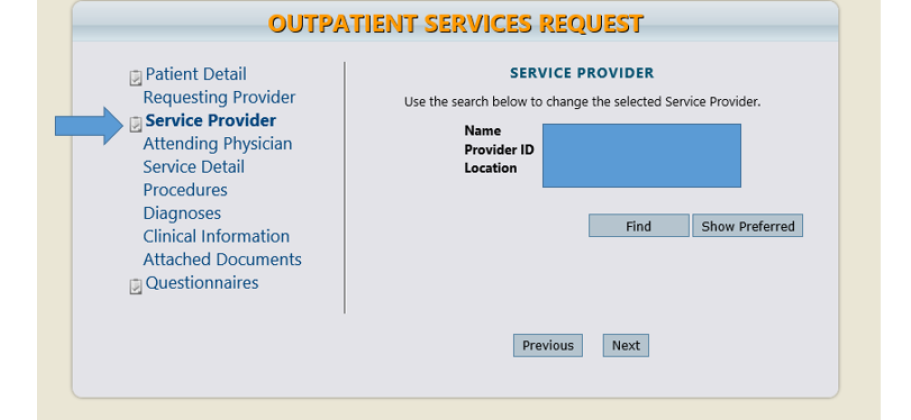 OUTPATIENT SERVICES REQUEST
Patient Detail
Requesting Provider
Service Provider
Attending Physician
Service Detail
Procedures
Diagnoses
Clinical Information
Attached Documents
Questionnaires
SERVICE PROVIDER
Use the search below to change the selected Service Provider.
Name
Provider ID
Location
Find Show Preferred
Previous Next